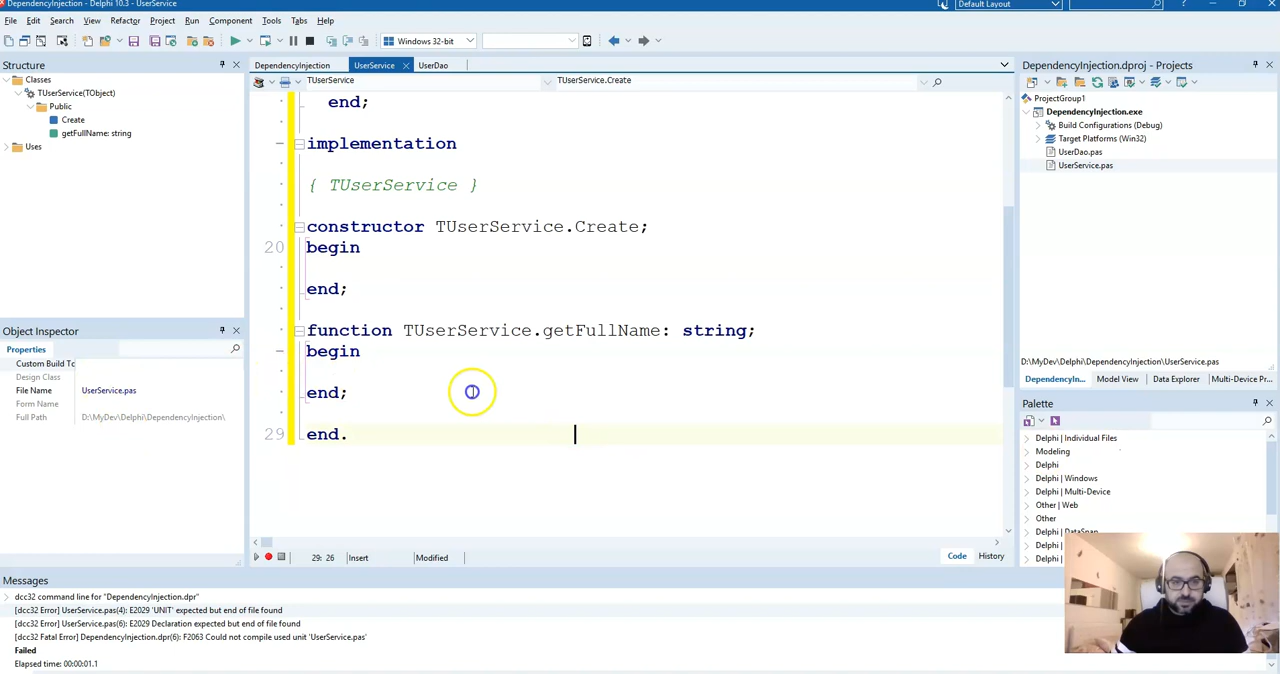 DependencyInjection - Delphi 10.3 - UserService
Default Layout
File Edit Search View Refactor Project Run Component Tools Tabs Help
Windows 32-bit
Structure
Classes
TUserService(TObject)
Public
Create
getFullName: string
Uses
DependencyInjection UserService UserDao
TUserService TUserService.Create
end;
implementation
{ TUserService }
constructor TUserService.Create;
20 begin
end;
function TUserService.getFullName: string;
begin
end;
29 end.
29: 26 Insert Modified Code History
Object Inspector
Properties
Custom Build To
Design Class
File Name UserService.pas
Form Name
Full Path D:\MyDev\Delphi\DependencyInjection\
DependencyInjection.dproj - Projects
ProjectGroup1
DependencyInjection.exe
Build Configurations (Debug)
Target Platforms (Win32)
UserDao.pas
UserService.pas
D:\MyDev\Delphi\DependencyInjection\UserService.pas
DependencyIn... Model View Data Explorer Multi-Device Pr...
Palette
Delphi | Individual Files
Modeling
Delphi
Delphi | Windows
Delphi | Multi-Device
Other | Web
Other
Delphi | DataSnap
Delphi |
Delphi |
Messages
dcc32 command line for "DependencyInjection.dpr"
[dcc32 Error] UserService.pas(4): E2029 'UNIT' expected but end of file found
[dcc32 Error] UserService.pas(6): E2029 Declaration expected but end of file found
[dcc32 Fatal Error] DependencyInjection.dpr(6): F2063 Could not compile used unit 'UserService.pas'
Failed
Elapsed time: 00:00:01.1